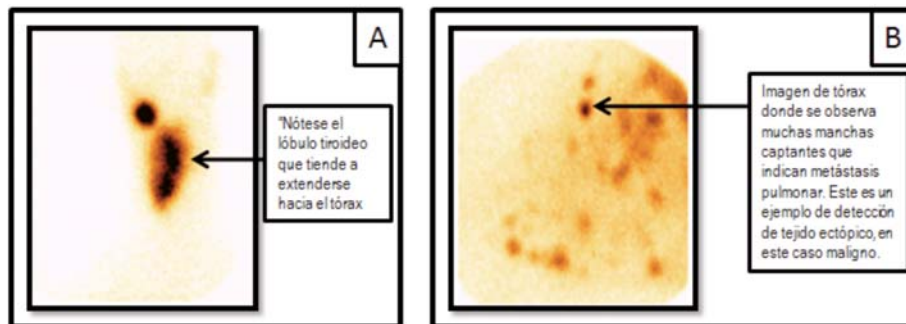 A
"Nótese el
lóbulo tiroideo
que tiende a
extenderse
hacia el tórax
B
Imagen de tórax
donde se observa
muchas manchas
captantes que
indican metástasis
pulmonar. Este es un
ejemplo de detección
de tejido ectópico, en
este caso maligno.